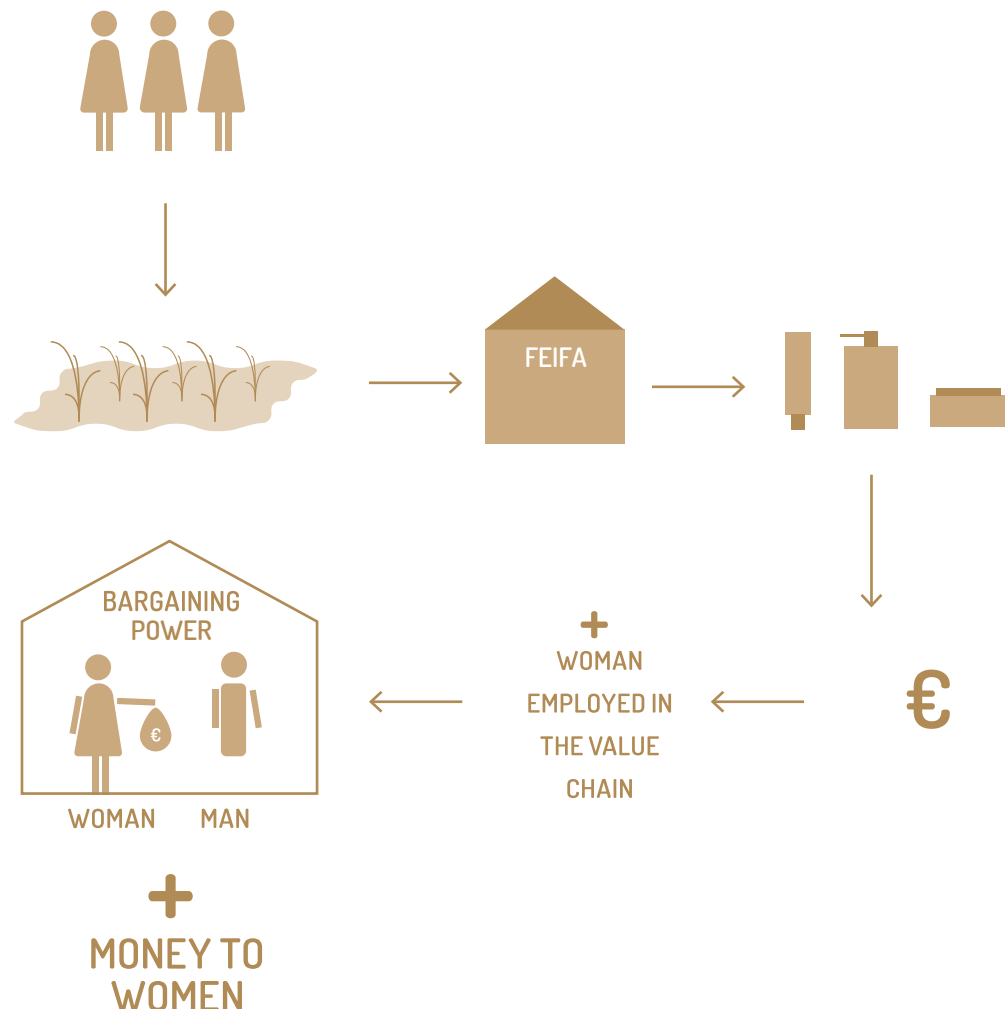 FEIFA
BARGAINING
POWER
€
WOMAN
MAN
+
WOMAN
EMPLOYED IN
THE VALUE
CHAIN
€
+
MONEY TO
WOMEN